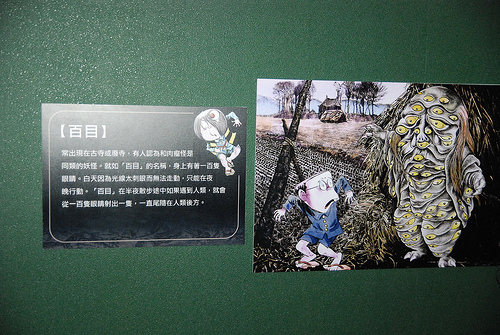 【百目】
常出現在古寺或廢寺，有人認為和肉瘤怪是
同類的妖怪。就如「百目」的名稱，身上有著一百隻
眼睛。白天因為光線太刺眼而無法走動，只能在夜
晚行動。「百目」在半夜散步途中如果遇到人類，就會
從一百隻眼睛射出一隻，一直尾隨在人類後方。